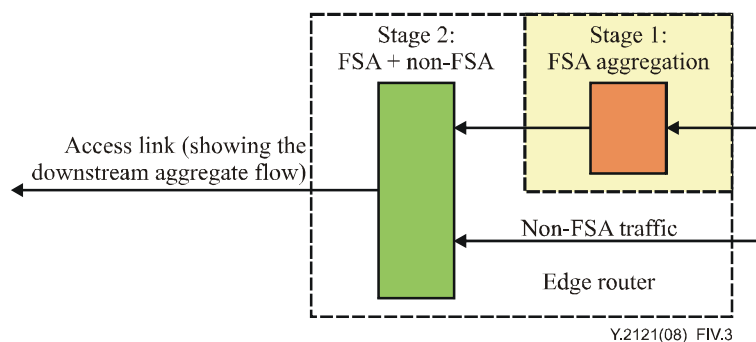 Stage 2:
FSA + non-FSA
Stage 1:
FSA aggregation
Access link (showing the
downstream aggregate flow)
Non-FSA traffic
Edge router
Y.2121(08) FIV.3